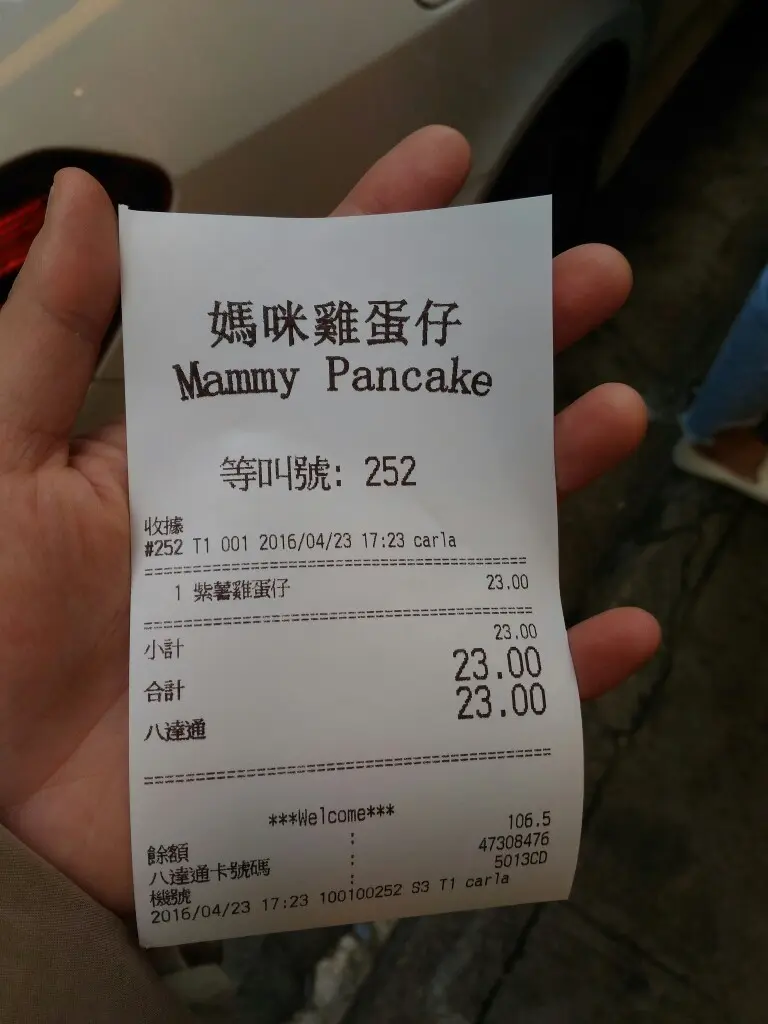 媽咪雞蛋仔
Mammy Pancake
等叫號: 252
收據
#252 T1 001 2016/04/23 17:23 carla
================================================
1 紫薯雞蛋仔 23.00
================================================
小計 23.00
合計 23.00
八達通 23.00
================================================
***Welcome***
餘額 : 106.5
八達通卡號碼 : 47308476
機號 : 5013CD
2016/04/23 17:23 100100252 S3 T1 carla